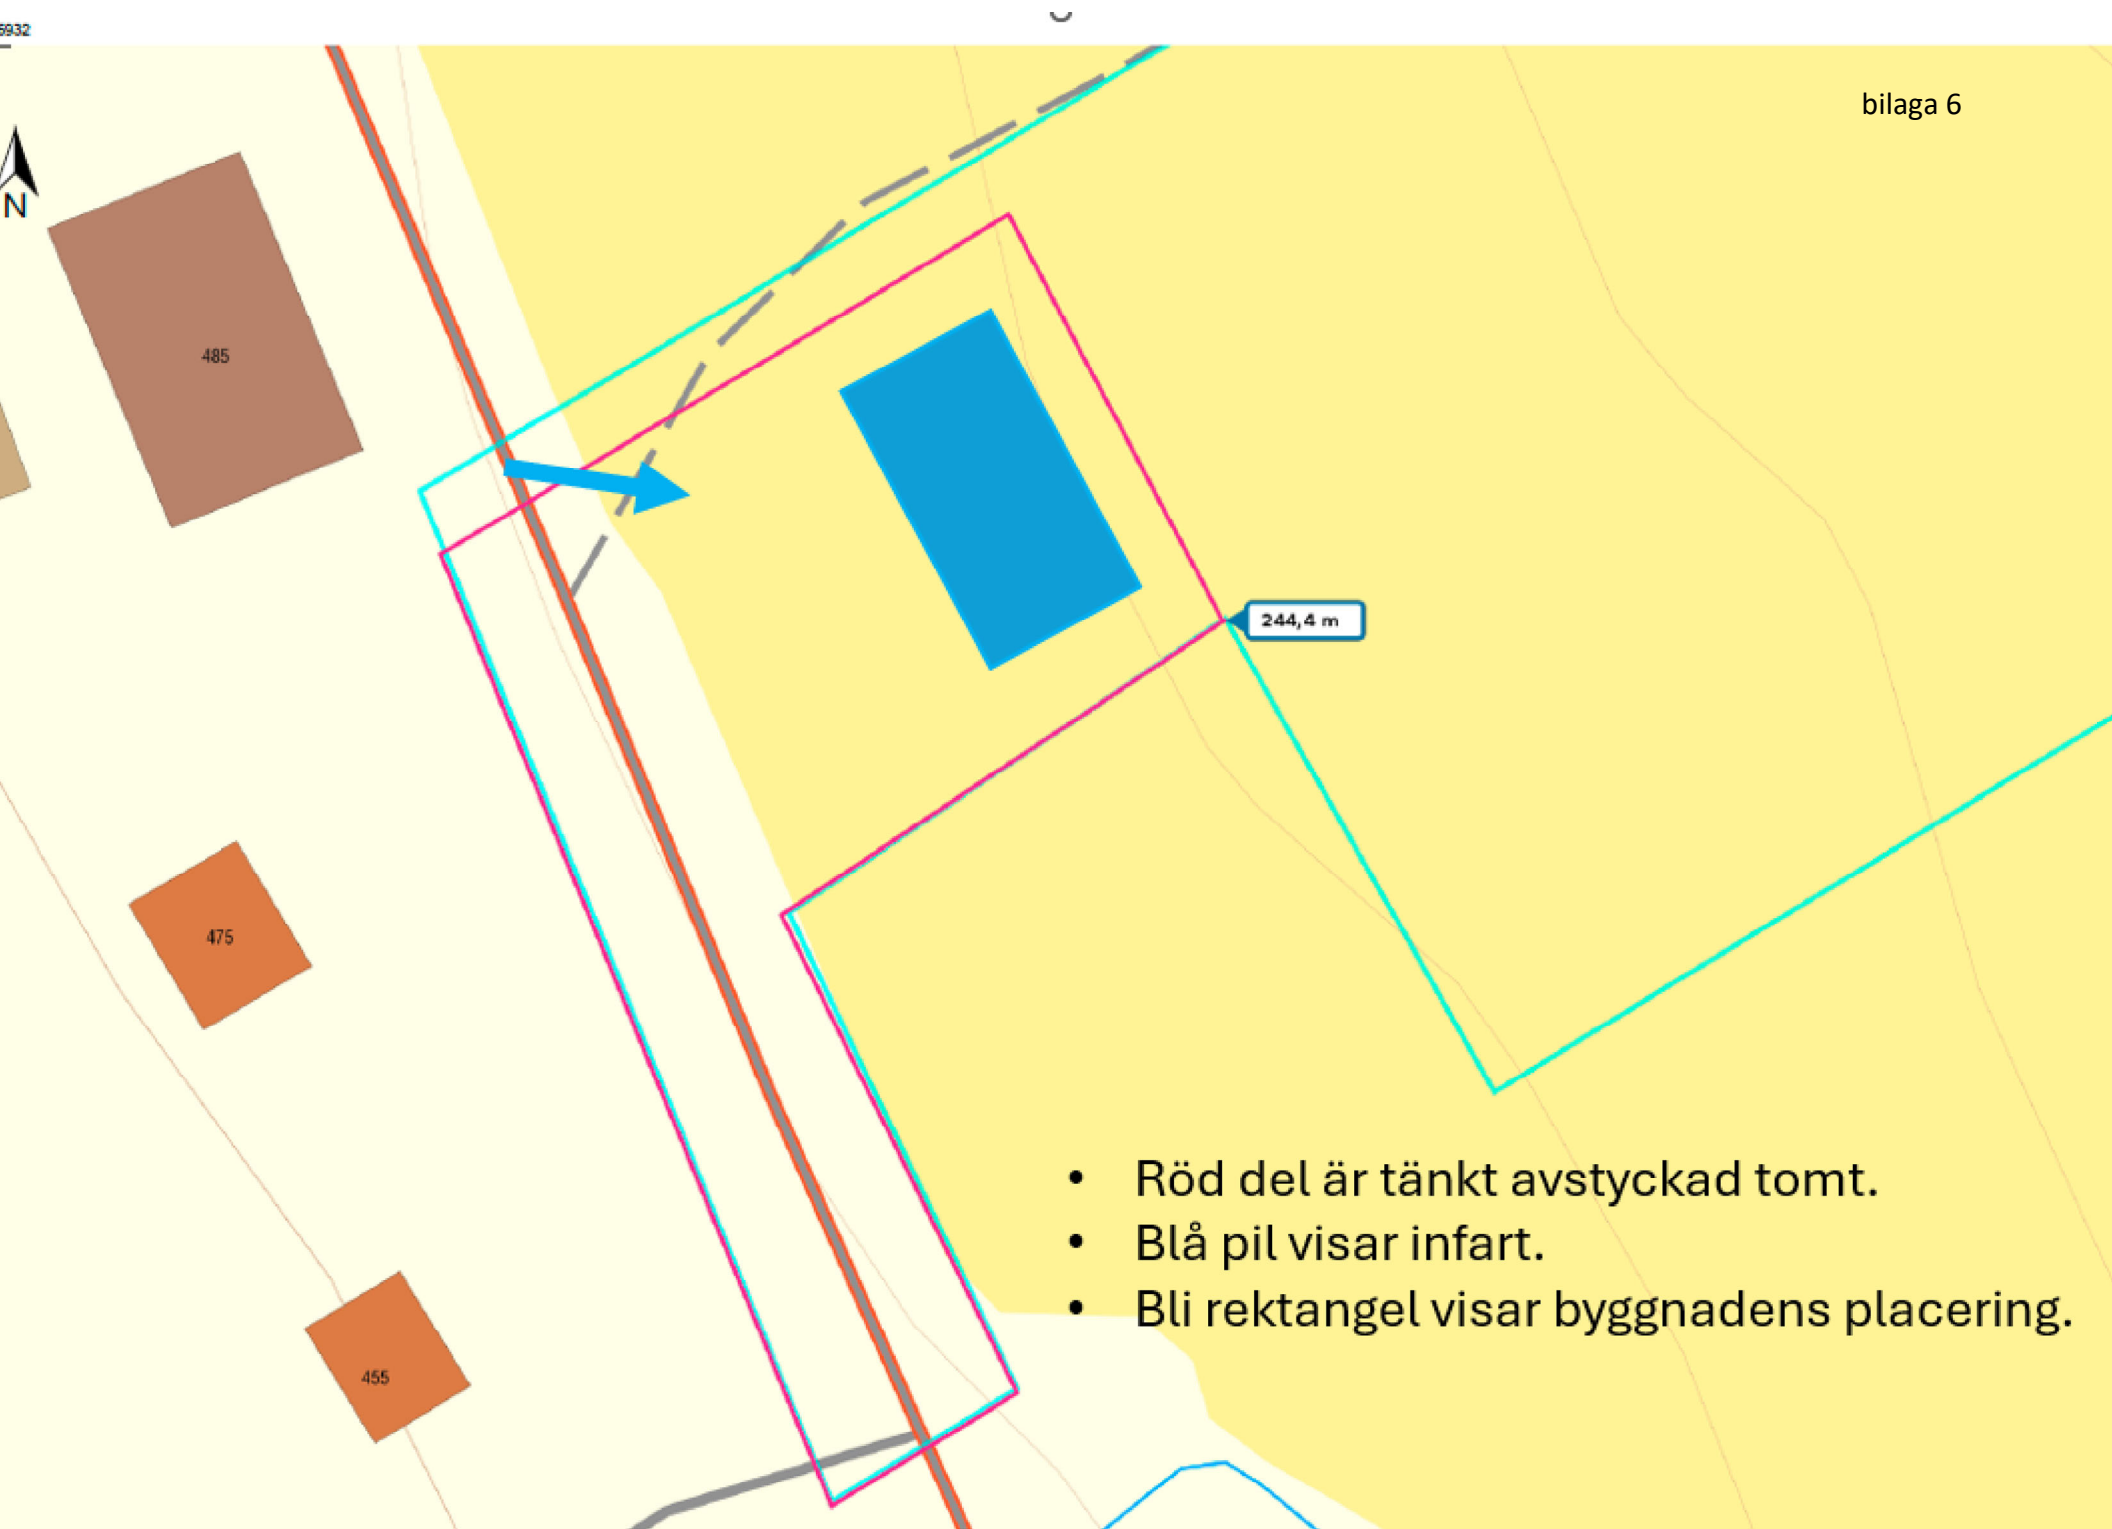 6932
bilaga 6
N
485
244,4 m
475
• Röd del är tänkt avstyckad tomt.
• Blå pil visar infart.
• Bli rektangel visar byggnadens placering.
455